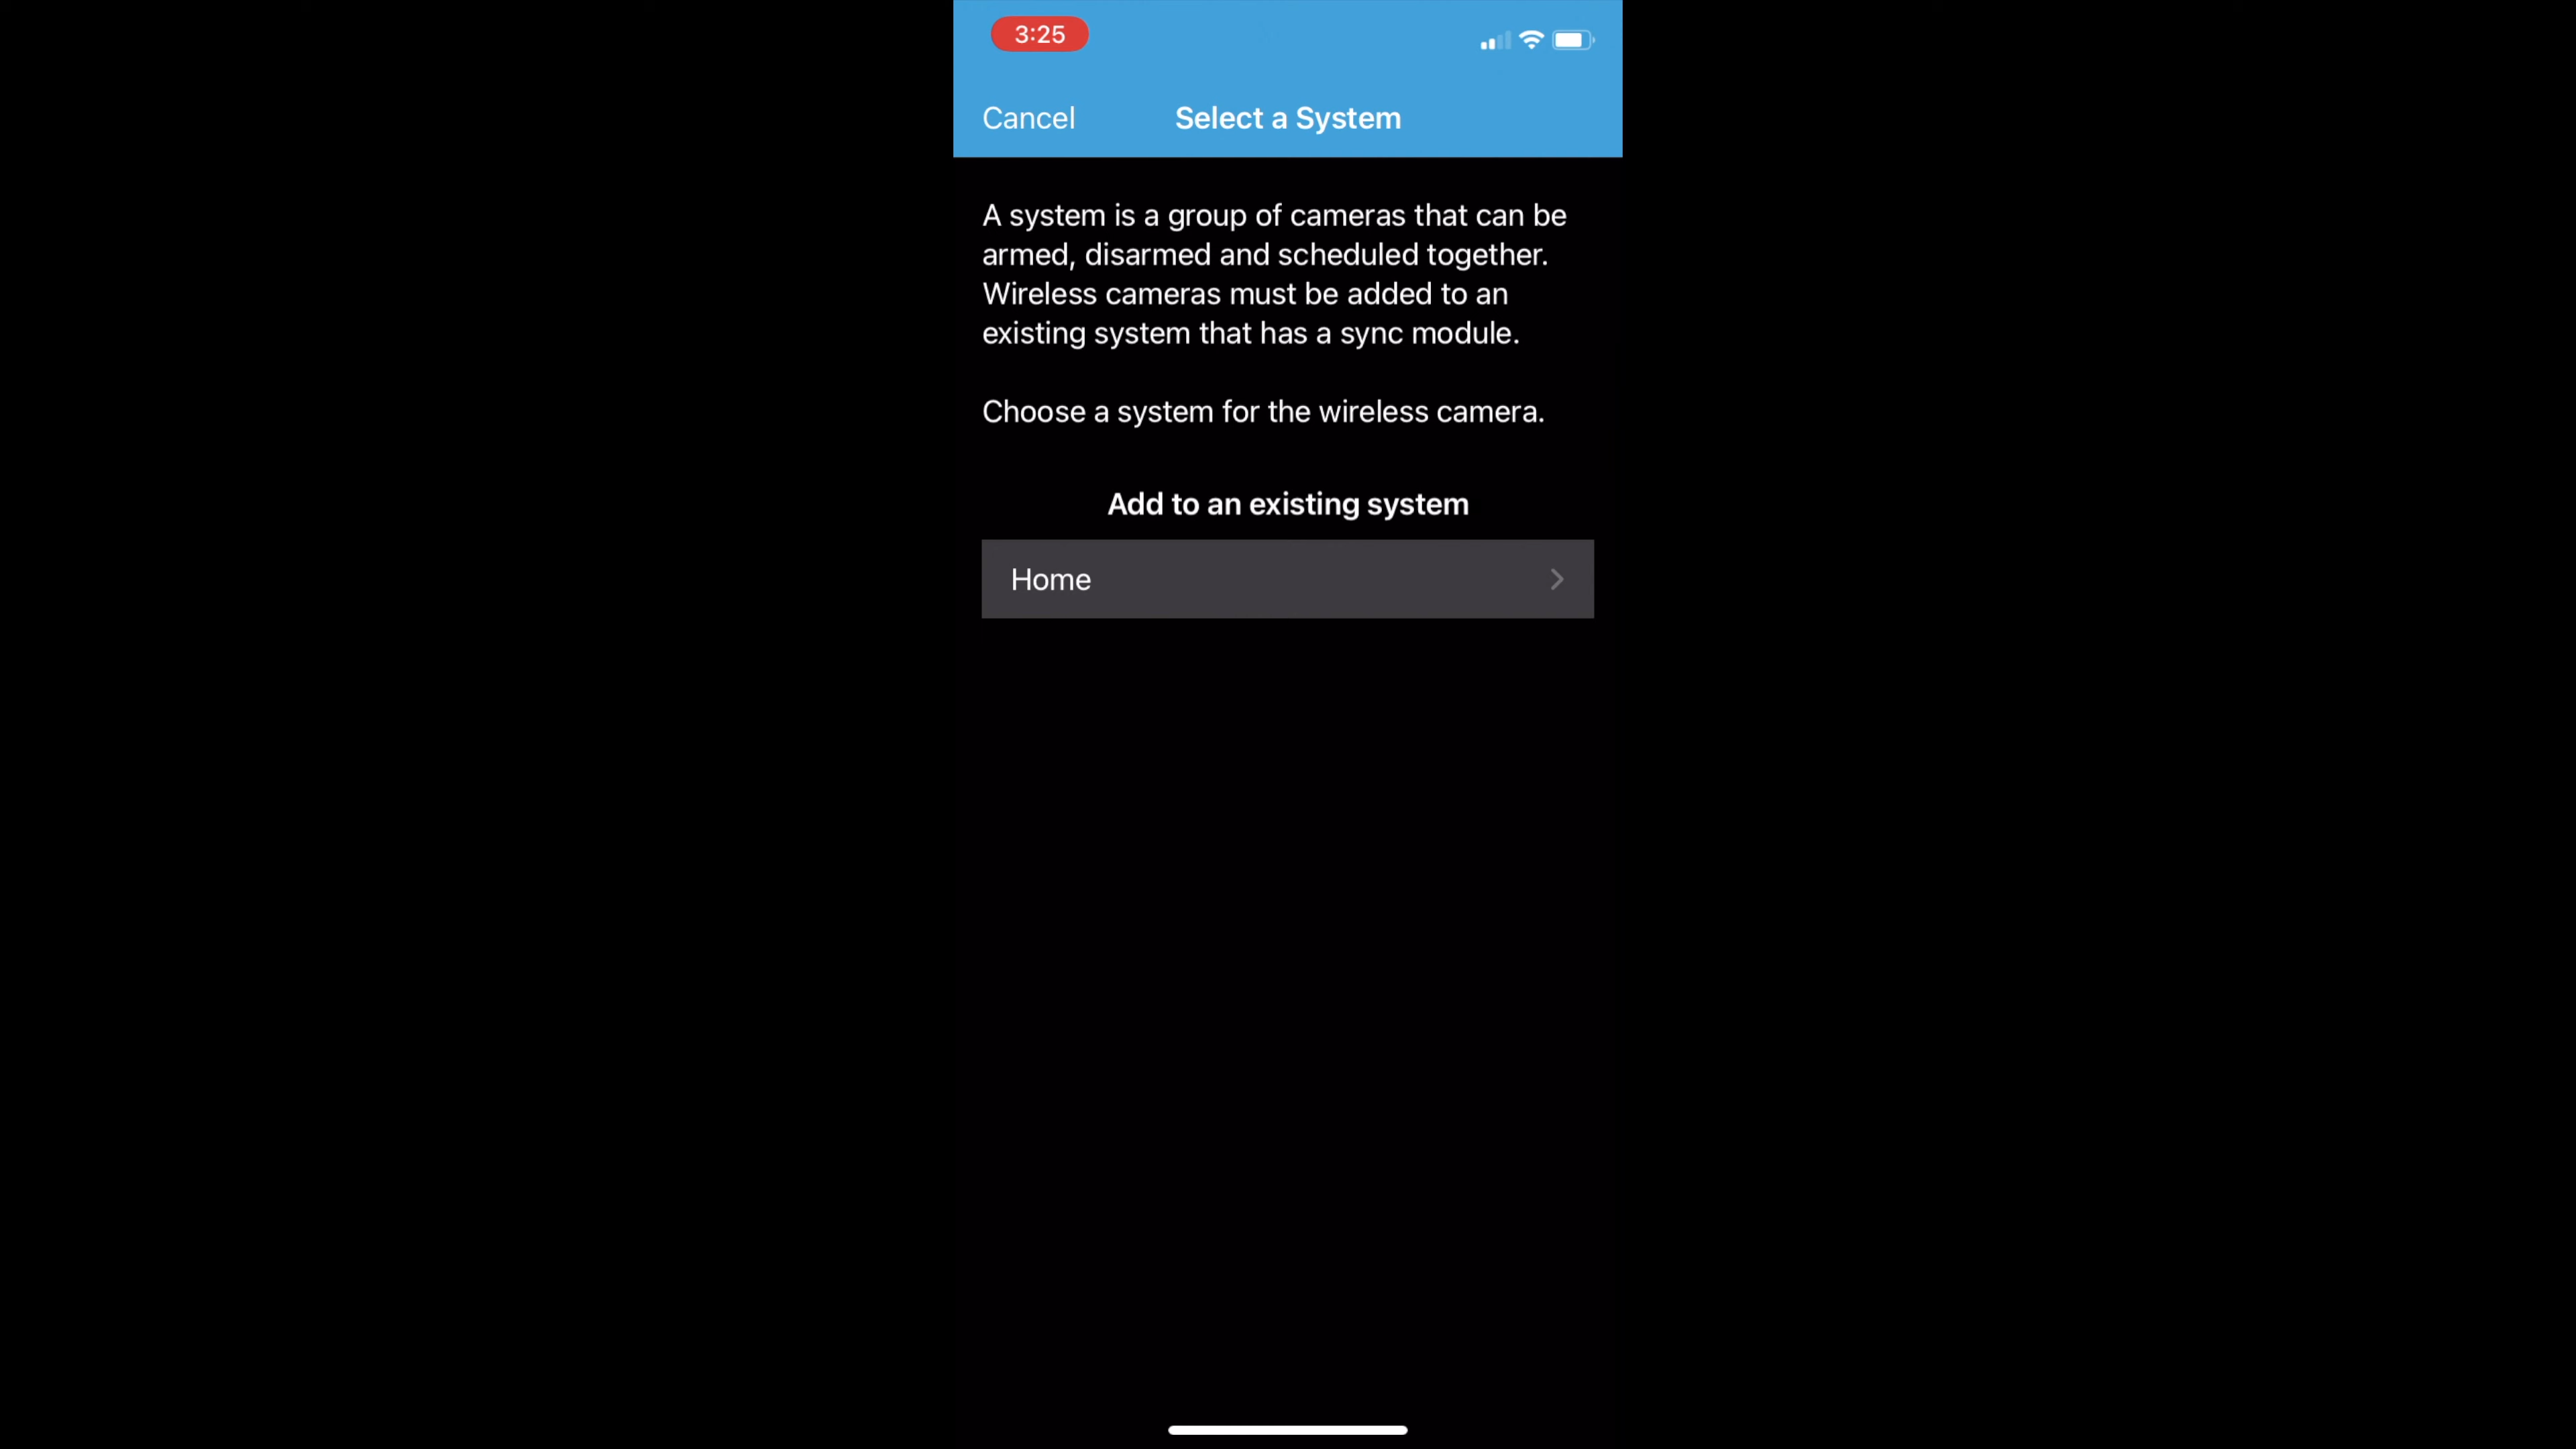 3:25
Cancel
Select a System
A system is a group of cameras that can be
armed, disarmed and scheduled together.
Wireless cameras must be added to an
existing system that has a sync module.
Choose a system for the wireless camera.
Add to an existing system
Home